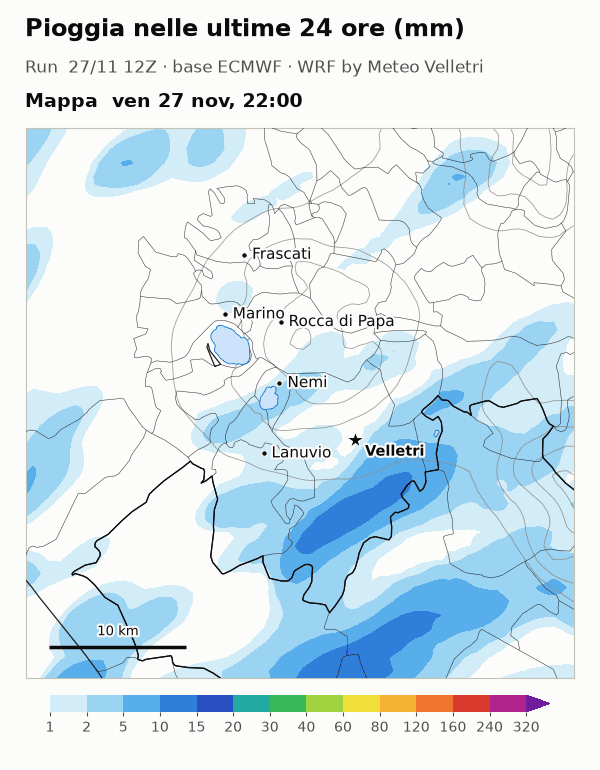 Pioggia nelle ultime 24 ore (mm)
Run 27/11 12Z · base ECMWF · WRF by Meteo Velletri
Mappa ven 27 nov, 22:00
Frascati
Marino
Rocca di Papa
Nemi
Velletri
Lanuvio
10 km
1 2 5 10 15 20 30 40 60 80 120 160 240 320